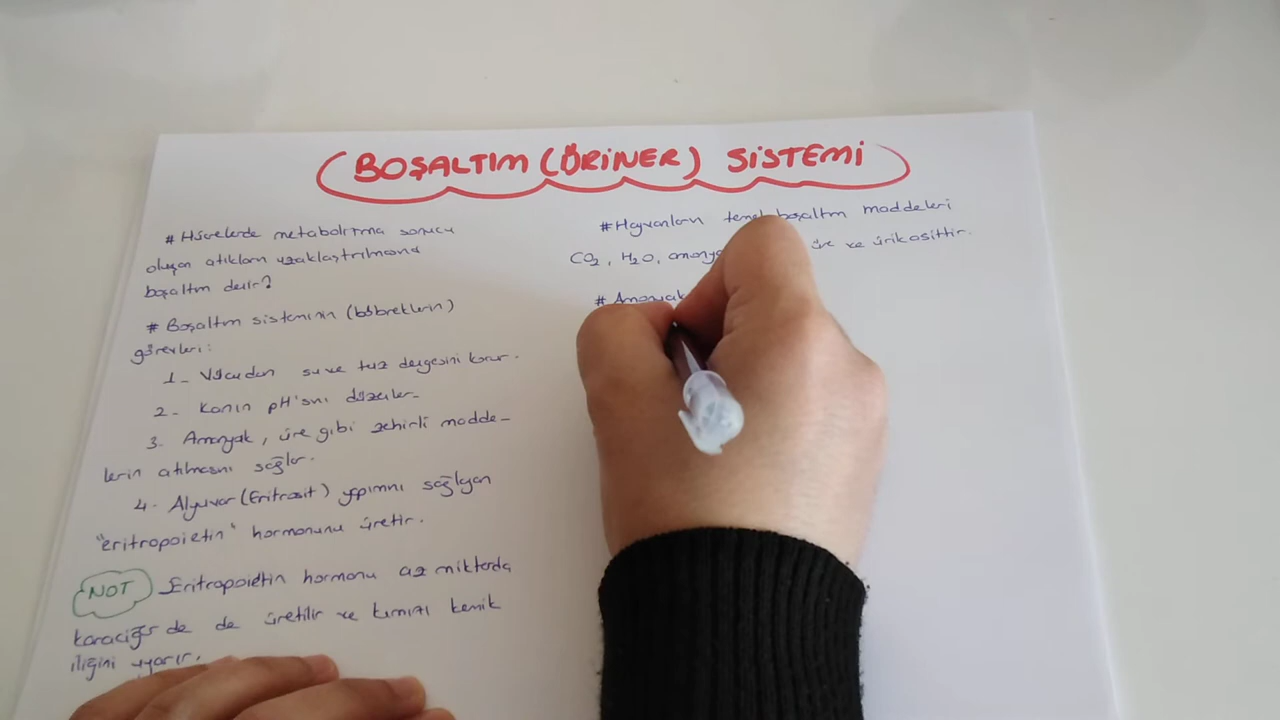 BOŞALTIM (ÜRİNER) SİSTEMİ
# Hücrelerde metabolizma sonucu
oluşan atıkların uzaklaştırılmasına
boşaltım denir?
# Boşaltım sisteminin (böbreklerin)
görevleri:
1- Vücudun su ve tuz dengesini korur.
2- Kanın pH'sını düzenler.
3. Amonyak, üre gibi zehirli madde-
lerin atılmasını sağlar.
4. Alyuvar (Eritrosit) yapımını sağlayan
"eritropoietin" hormonunu üretir.
NOT Eritropoietin hormonu az miktarda
karaciğer de de üretilir ve kırmızı kemik
iliğini uyarır.
# Hayvanların temel boşaltım maddeleri
CO2, H2O, üre ve ürikasittir.
# Amonyak